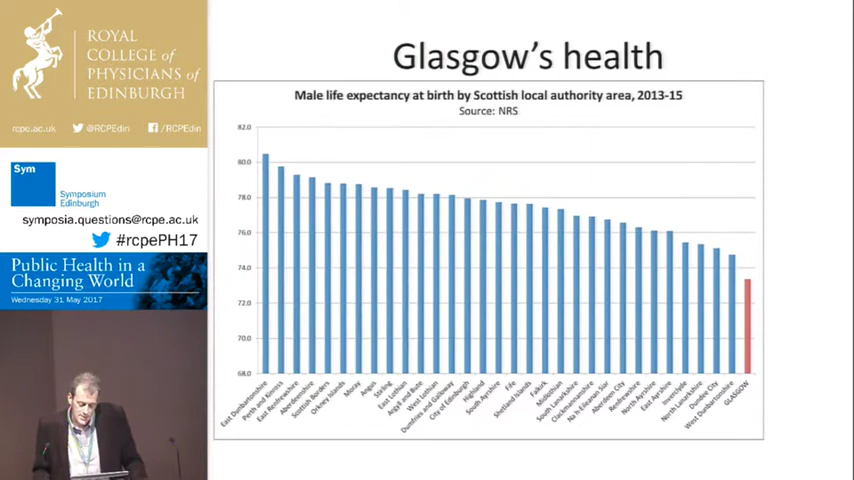 ROYAL
COLLEGE of
PHYSICIANS of
EDINBURGH
rcpe.ac.uk @RCPEdin /RCPEdin
Sym
Symposium
Edinburgh
symposia.questions@rcpe.ac.uk
#rcpePH17
Public Health in a
Changing World
Wednesday 31 May 2017
Glasgow's health
Male life expectancy at birth by Scottish local authority area, 2013-15
Source: NRS
82.0
80.0
78.0
76.0
74.0
72.0
70.0
68.0
East Dunbartonshire
Perth and Kinross
East Renfrewshire
Aberdeenshire
Scottish Borders
Orkney Islands
Moray
Angus
Stirling
East Lothian
Argyll and Bute
West Lothian
Dumfries and Galloway
City of Edinburgh
Highland
South Ayrshire
Fife
Shetland Islands
Falkirk
Midlothian
South Lanarkshire
Clackmannanshire
Na h-Eileanan Siar
Aberdeen City
Renfrewshire
North Ayrshire
East Ayrshire
Inverclyde
North Lanarkshire
Dundee City
West Dunbartonshire
GLASGOW